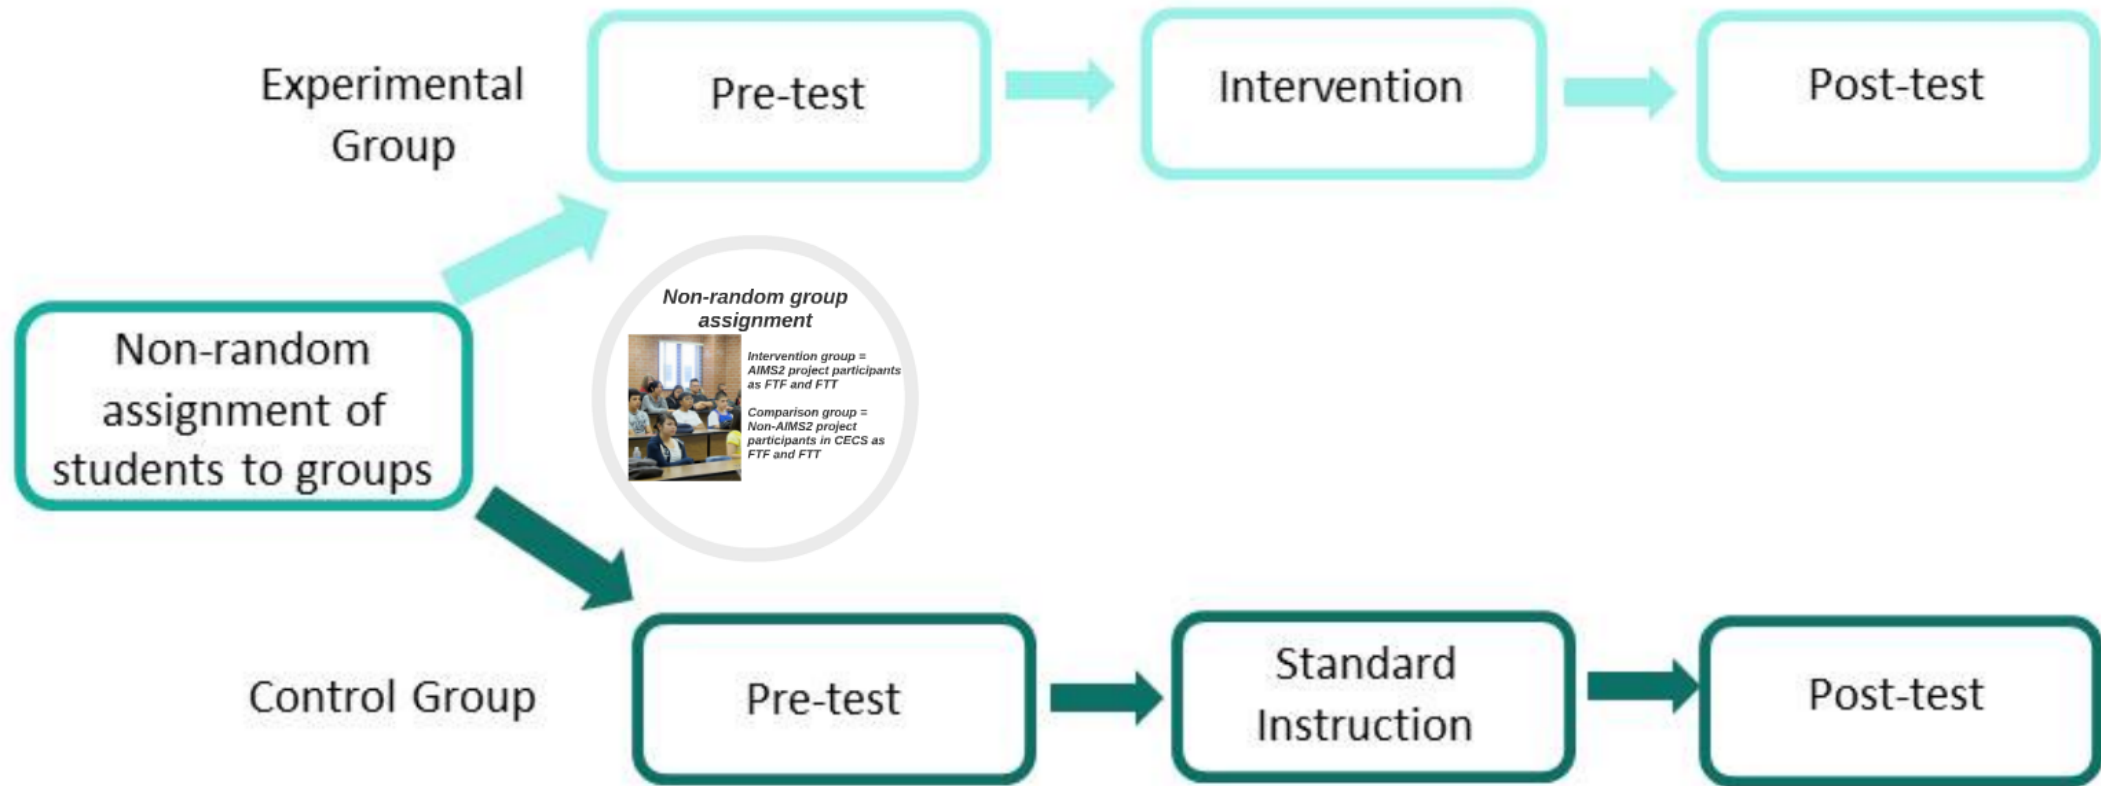 Experimental
Group
Pre-test
Intervention
Post-test
Non-random
assignment of
students to groups
Non-random group
assignment
Intervention group =
AIMS2 project participants
as FTF and FTT
Comparison group =
Non-AIMS2 project
participants in CECS as
FTF and FTT
Control Group
Pre-test
Standard
Instruction
Post-test